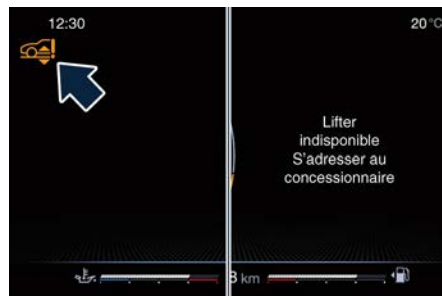 12:30
20 °C
Lifter
indisponible
S'adresser au
concessionnaire
8 km